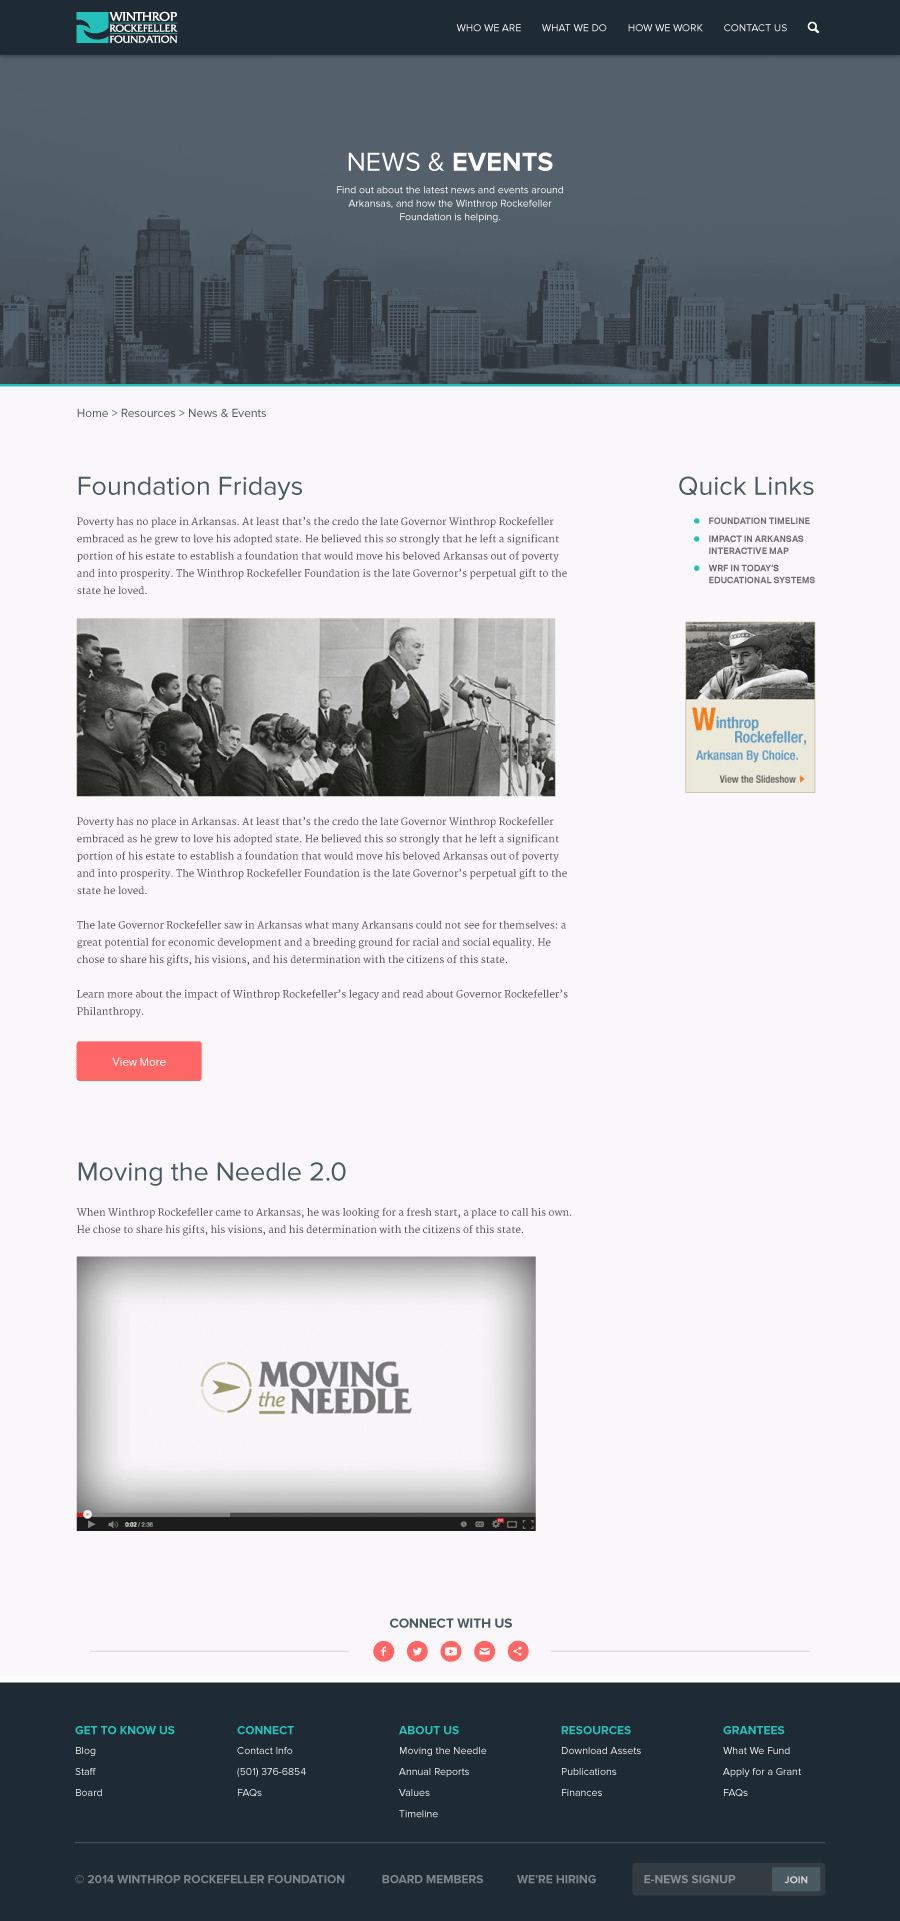 WINTHROP
ROCKEFELLER
FOUNDATION
WHO WE ARE
WHAT WE DO
HOW WE WORK
CONTACT US
NEWS & EVENTS
Find out about the latest news and events around
Arkansas, and how the Winthrop Rockefeller
Foundation is helping.
Home > Resources > News & Events
Foundation Fridays
Poverty has no place in Arkansas. At least that’s the credo the late Governor Winthrop Rockefeller
embraced as he grew to love his adopted state. He believed this so strongly that he left a significant
portion of his estate to establish a foundation that would move his beloved Arkansas out of poverty
and into prosperity. The Winthrop Rockefeller Foundation is the late Governor’s perpetual gift to the
state he loved.
Poverty has no place in Arkansas. At least that’s the credo the late Governor Winthrop Rockefeller
embraced as he grew to love his adopted state. He believed this so strongly that he left a significant
portion of his estate to establish a foundation that would move his beloved Arkansas out of poverty
and into prosperity. The Winthrop Rockefeller Foundation is the late Governor’s perpetual gift to the
state he loved.
The late Governor Rockefeller saw in Arkansas what many Arkansans could not see for themselves: a
great potential for economic development and a breeding ground for racial and social equality. He
chose to share his gifts, his visions, and his determination with the citizens of this state.
Learn more about the impact of Winthrop Rockefeller’s legacy and read about Governor Rockefeller’s
Philanthropy.
View More
Quick Links
FOUNDATION TIMELINE
IMPACT IN ARKANSAS
INTERACTIVE MAP
WRF IN TODAY’S
EDUCATIONAL SYSTEMS
Winthrop
Rockefeller,
Arkansan By Choice.
View the Slideshow
Moving the Needle 2.0
When Winthrop Rockefeller came to Arkansas, he was looking for a fresh start, a place to call his own.
He chose to share his gifts, his visions, and his determination with the citizens of this state.
MOVING
the NEEDLE
0:02 / 2:36
CONNECT WITH US
GET TO KNOW US
Blog
Staff
Board
CONNECT
Contact Info
(501) 376-6854
FAQs
ABOUT US
Moving the Needle
Annual Reports
Values
Timeline
RESOURCES
Download Assets
Publications
Finances
GRANTEES
What We Fund
Apply for a Grant
FAQs
© 2014 WINTHROP ROCKEFELLER FOUNDATION
BOARD MEMBERS
WE’RE HIRING
E-NEWS SIGNUP
JOIN